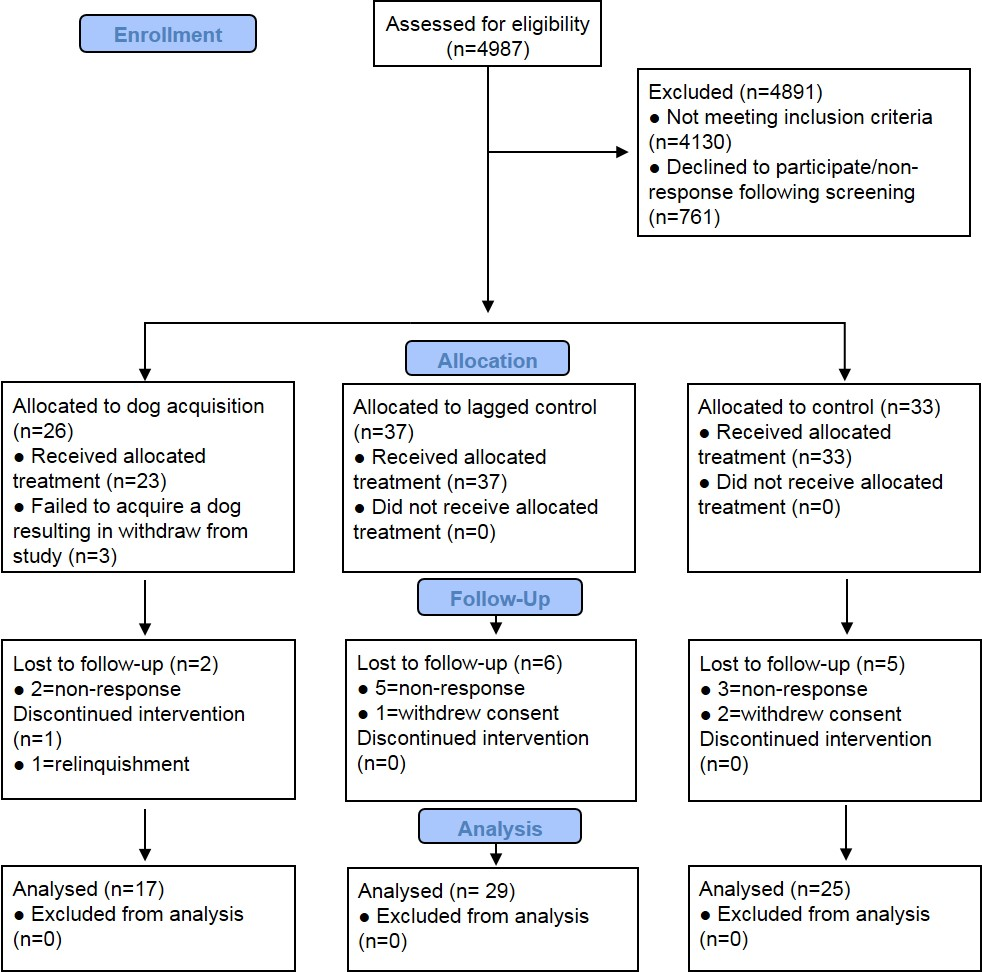 Enrollment
Assessed for eligibility
(n=4987)
Excluded (n=4891)
● Not meeting inclusion criteria
(n=4130)
● Declined to participate/non-
response following screening
(n=761)
Allocation
Allocated to dog acquisition
(n=26)
● Received allocated
treatment (n=23)
● Failed to acquire a dog
resulting in withdraw from
study (n=3)
Allocated to lagged control
(n=37)
● Received allocated
treatment (n=37)
● Did not receive allocated
treatment (n=0)
Allocated to control (n=33)
● Received allocated
treatment (n=33)
● Did not receive allocated
treatment (n=0)
Follow-Up
Lost to follow-up (n=2)
● 2=non-response
Discontinued intervention
(n=1)
● 1=relinquishment
Lost to follow-up (n=6)
● 5=non-response
● 1=withdrew consent
Discontinued intervention
(n=0)
Lost to follow-up (n=5)
● 3=non-response
● 2=withdrew consent
Discontinued intervention
(n=0)
Analysis
Analysed (n=17)
● Excluded from analysis
(n=0)
Analysed (n= 29)
● Excluded from analysis
(n=0)
Analysed (n=25)
● Excluded from analysis
(n=0)